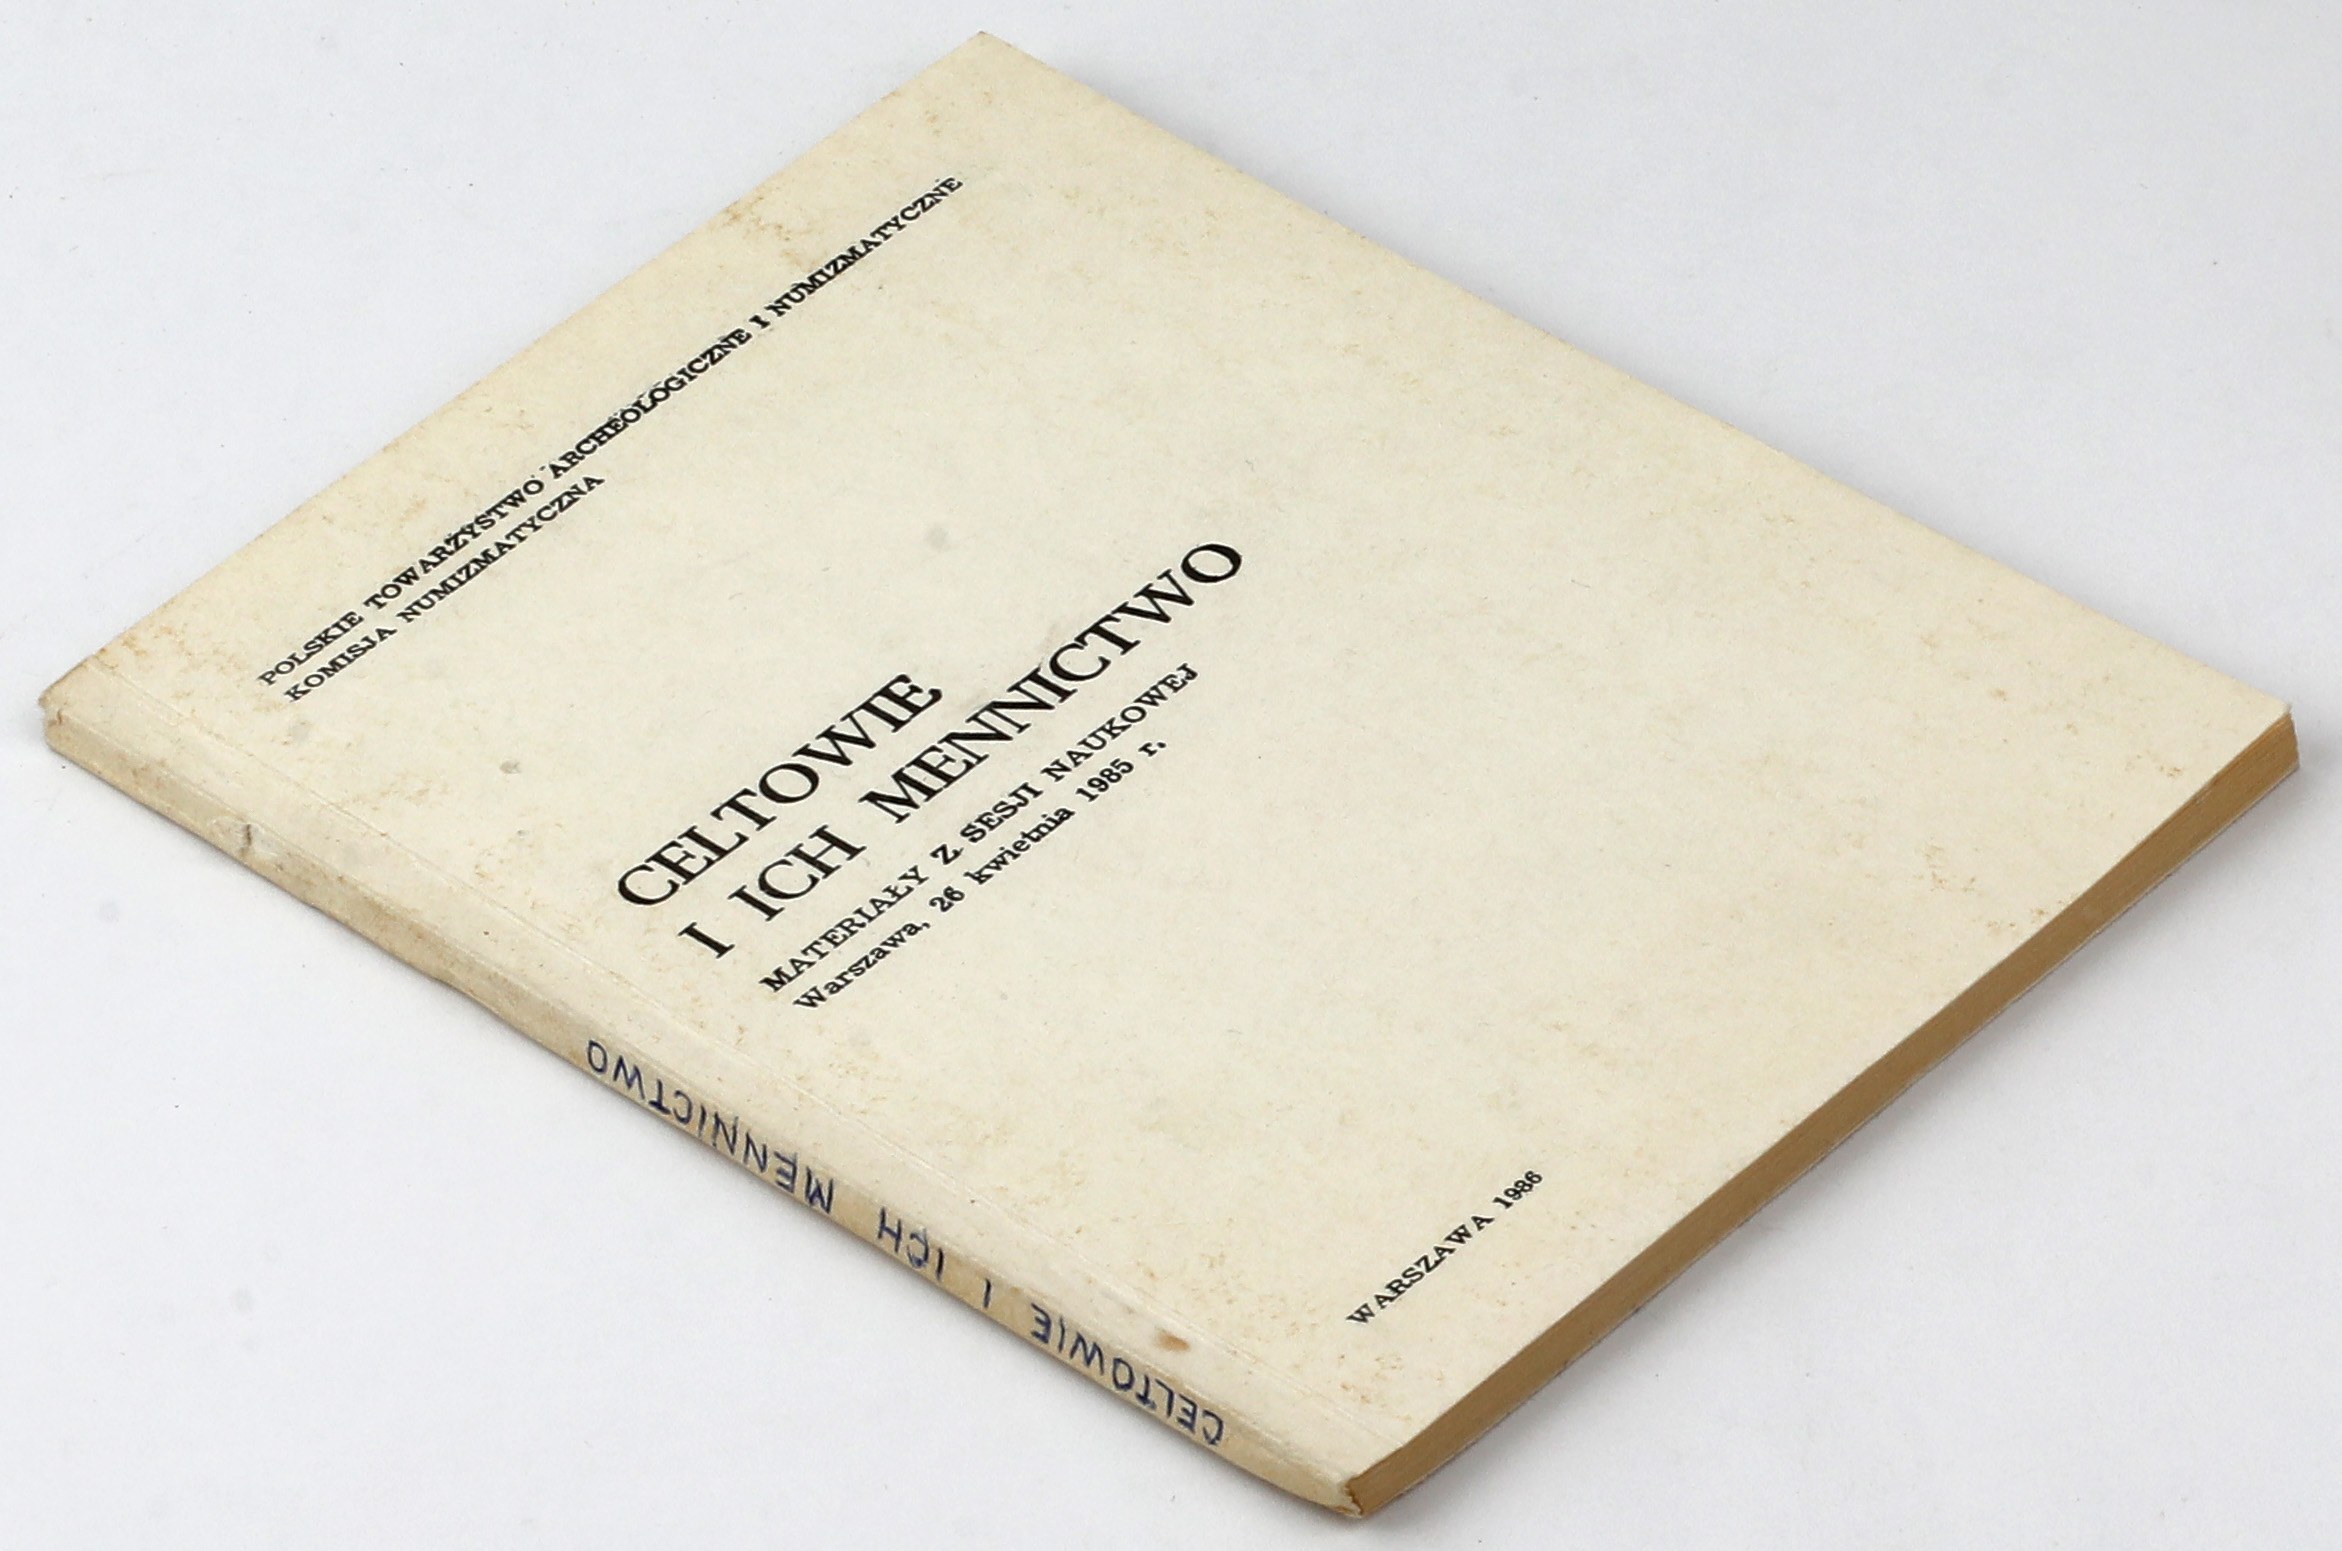 POLSKIE TOWARZYSTWO ARCHEOLOGICZNE I NUMIZMATYCZNE
KOMISJA NUMIZMATYCZNA
CELTOWIE
I ICH MENNICTWO
MATERIAŁY Z SESJI NAUKOWEJ
Warszawa, 26 kwietnia 1985 r.
WARSZAWA 1986
CELTOWIE I ICH MENNICTWO